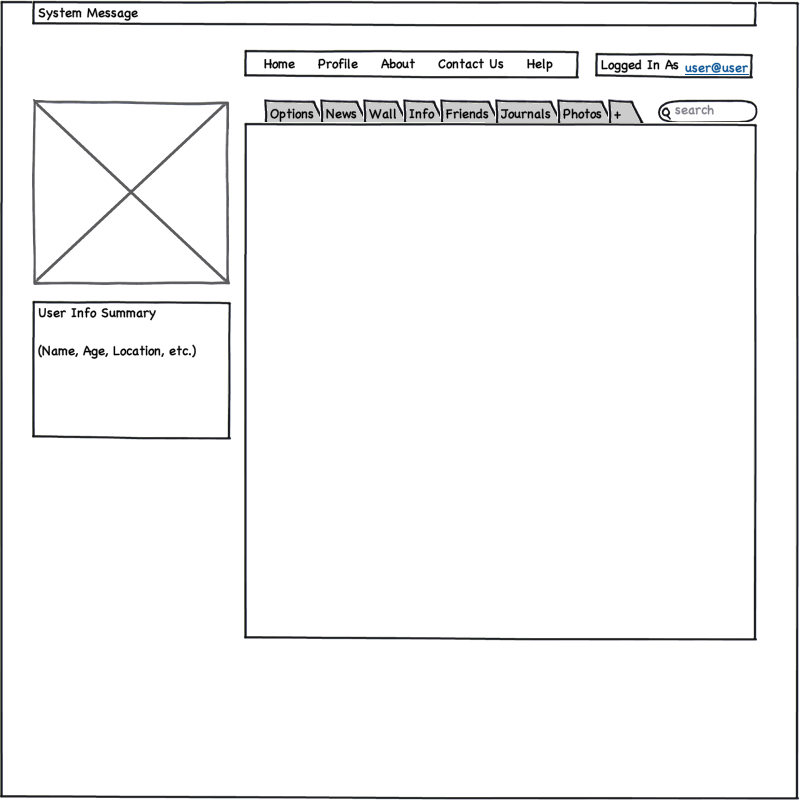 System Message
Home Profile About Contact Us Help
Logged In As user@user
Options News Wall Info Friends Journals Photos +
search
User Info Summary
(Name, Age, Location, etc.)